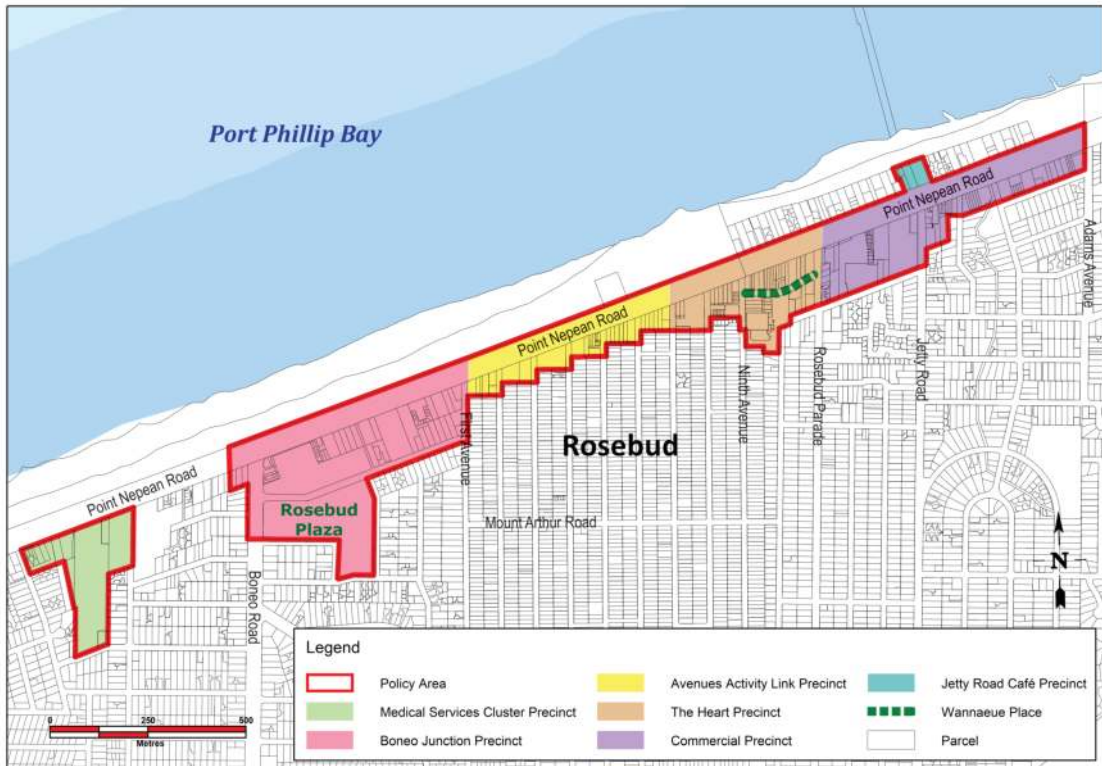 Port Phillip Bay
Point Nepean Road
Adams Avenue
Point Nepean Road
Jetty Road
Rosebud Parade
Ninth Avenue
First Avenue
Rosebud
Point Nepean Road
Rosebud
Plaza
Mount Arthur Road
Boneo Road
N
Legend
Policy Area
Medical Services Cluster Precinct
Boneo Junction Precinct
Avenues Activity Link Precinct
The Heart Precinct
Commercial Precinct
Jetty Road Café Precinct
Wannaeue Place
Parcel
0 250 500
Metres